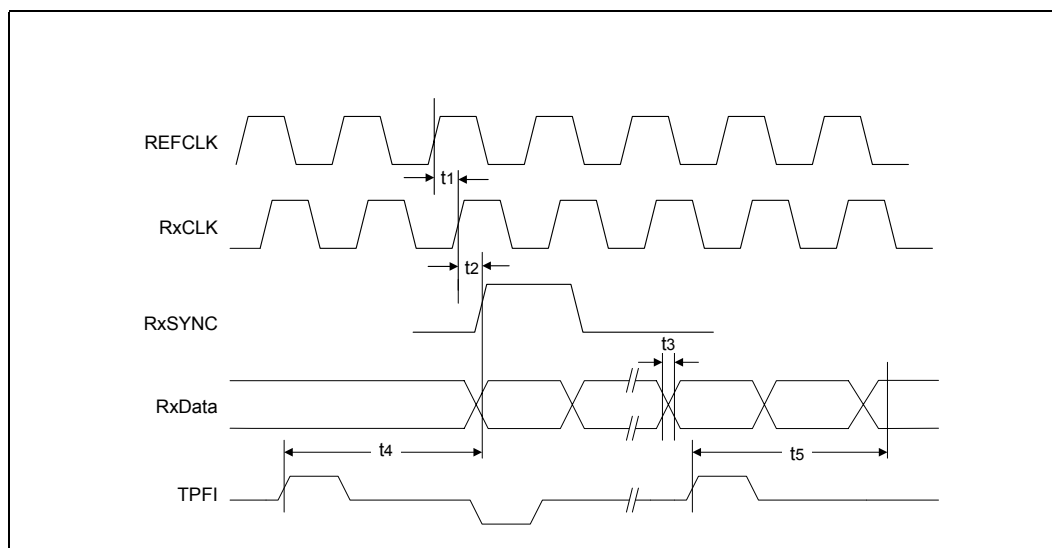 REFCLK
t1
RxCLK
t2
RxSYNC
t3
RxData
t4
t5
TPFI